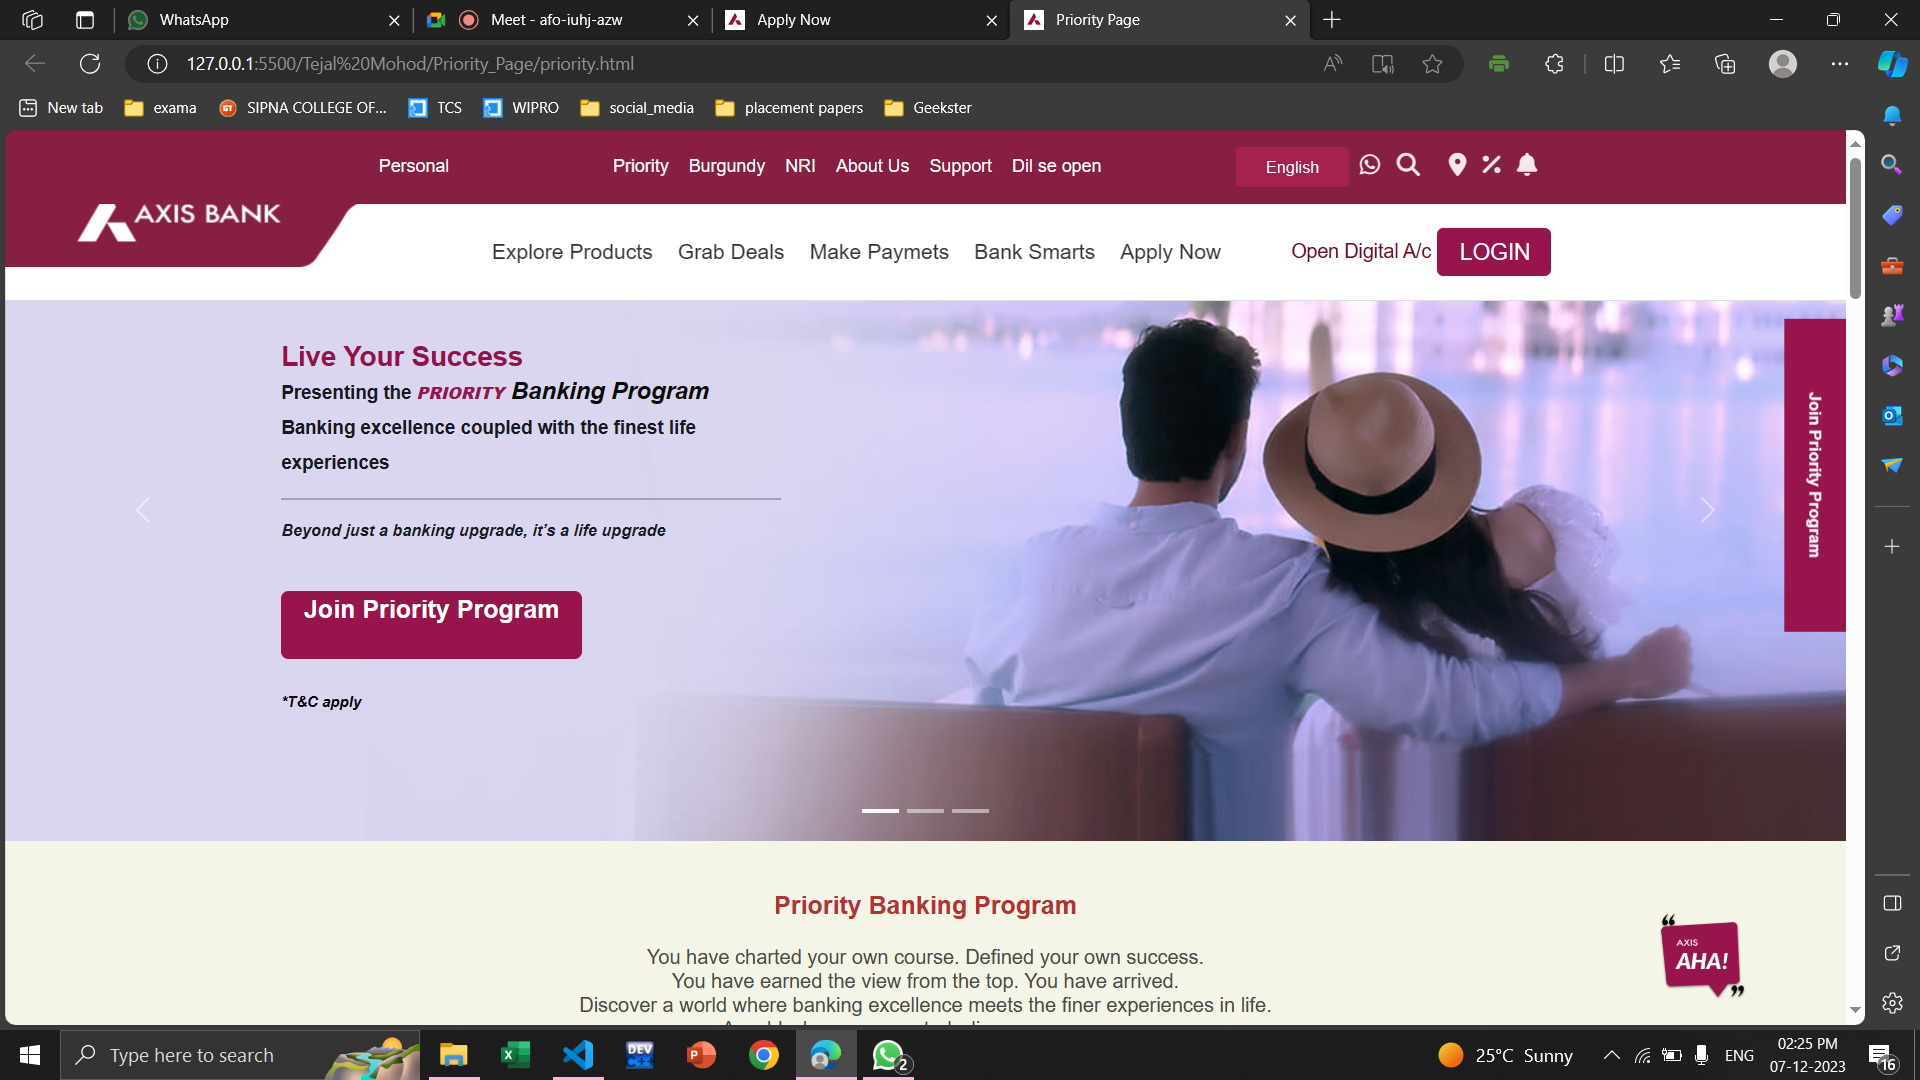 WhatsApp
Meet - afo-iuhj-azw
Apply Now
Priority Page
127.0.0.1:5500/Tejal%20Mohod/Priority_Page/priority.html
New tab
exama
SIPNA COLLEGE OF...
TCS
WIPRO
social_media
placement papers
Geekster
Personal
Priority
Burgundy
NRI
About Us
Support
Dil se open
English
AXIS BANK
Explore Products
Grab Deals
Make Paymets
Bank Smarts
Apply Now
Open Digital A/c
LOGIN
Live Your Success
Presenting the PRIORITY Banking Program
Banking excellence coupled with the finest life
experiences
Beyond just a banking upgrade, it's a life upgrade
Join Priority Program
*T&C apply
Join Priority Program
Priority Banking Program
You have charted your own course. Defined your own success.
You have earned the view from the top. You have arrived.
Discover a world where banking excellence meets the finer experiences in life.
AXIS
AHA!
Type here to search
DEV
C++
2
25°C Sunny
ENG
02:25 PM
07-12-2023
16